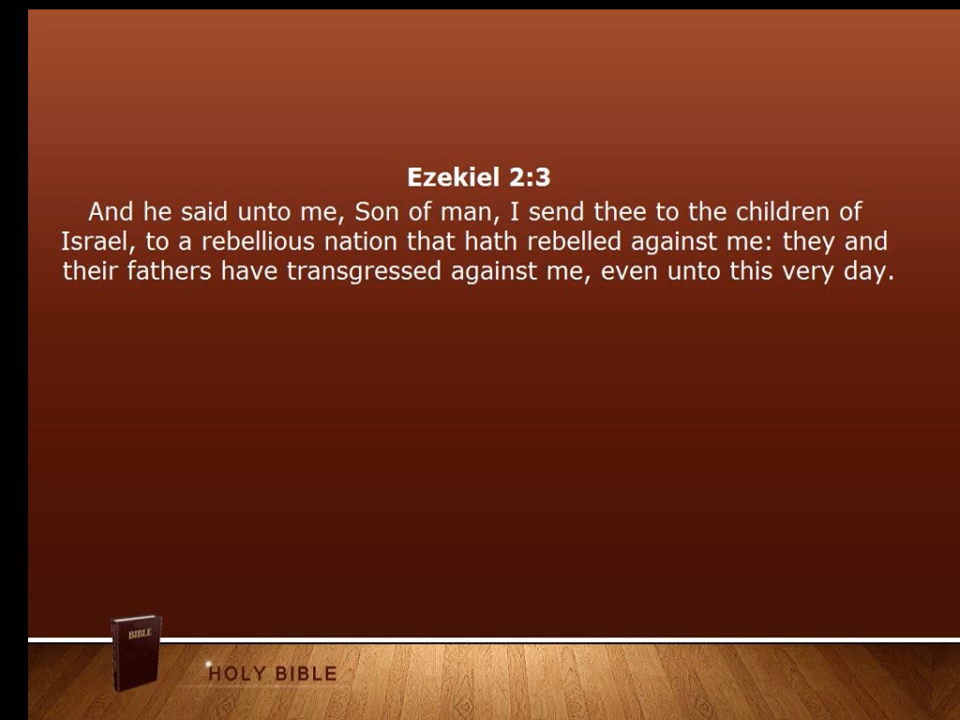 Ezekiel 2:3
And he said unto me, Son of man, I send thee to the children of
Israel, to a rebellious nation that hath rebelled against me: they and
their fathers have transgressed against me, even unto this very day.
BIBLE
HOLY BIBLE